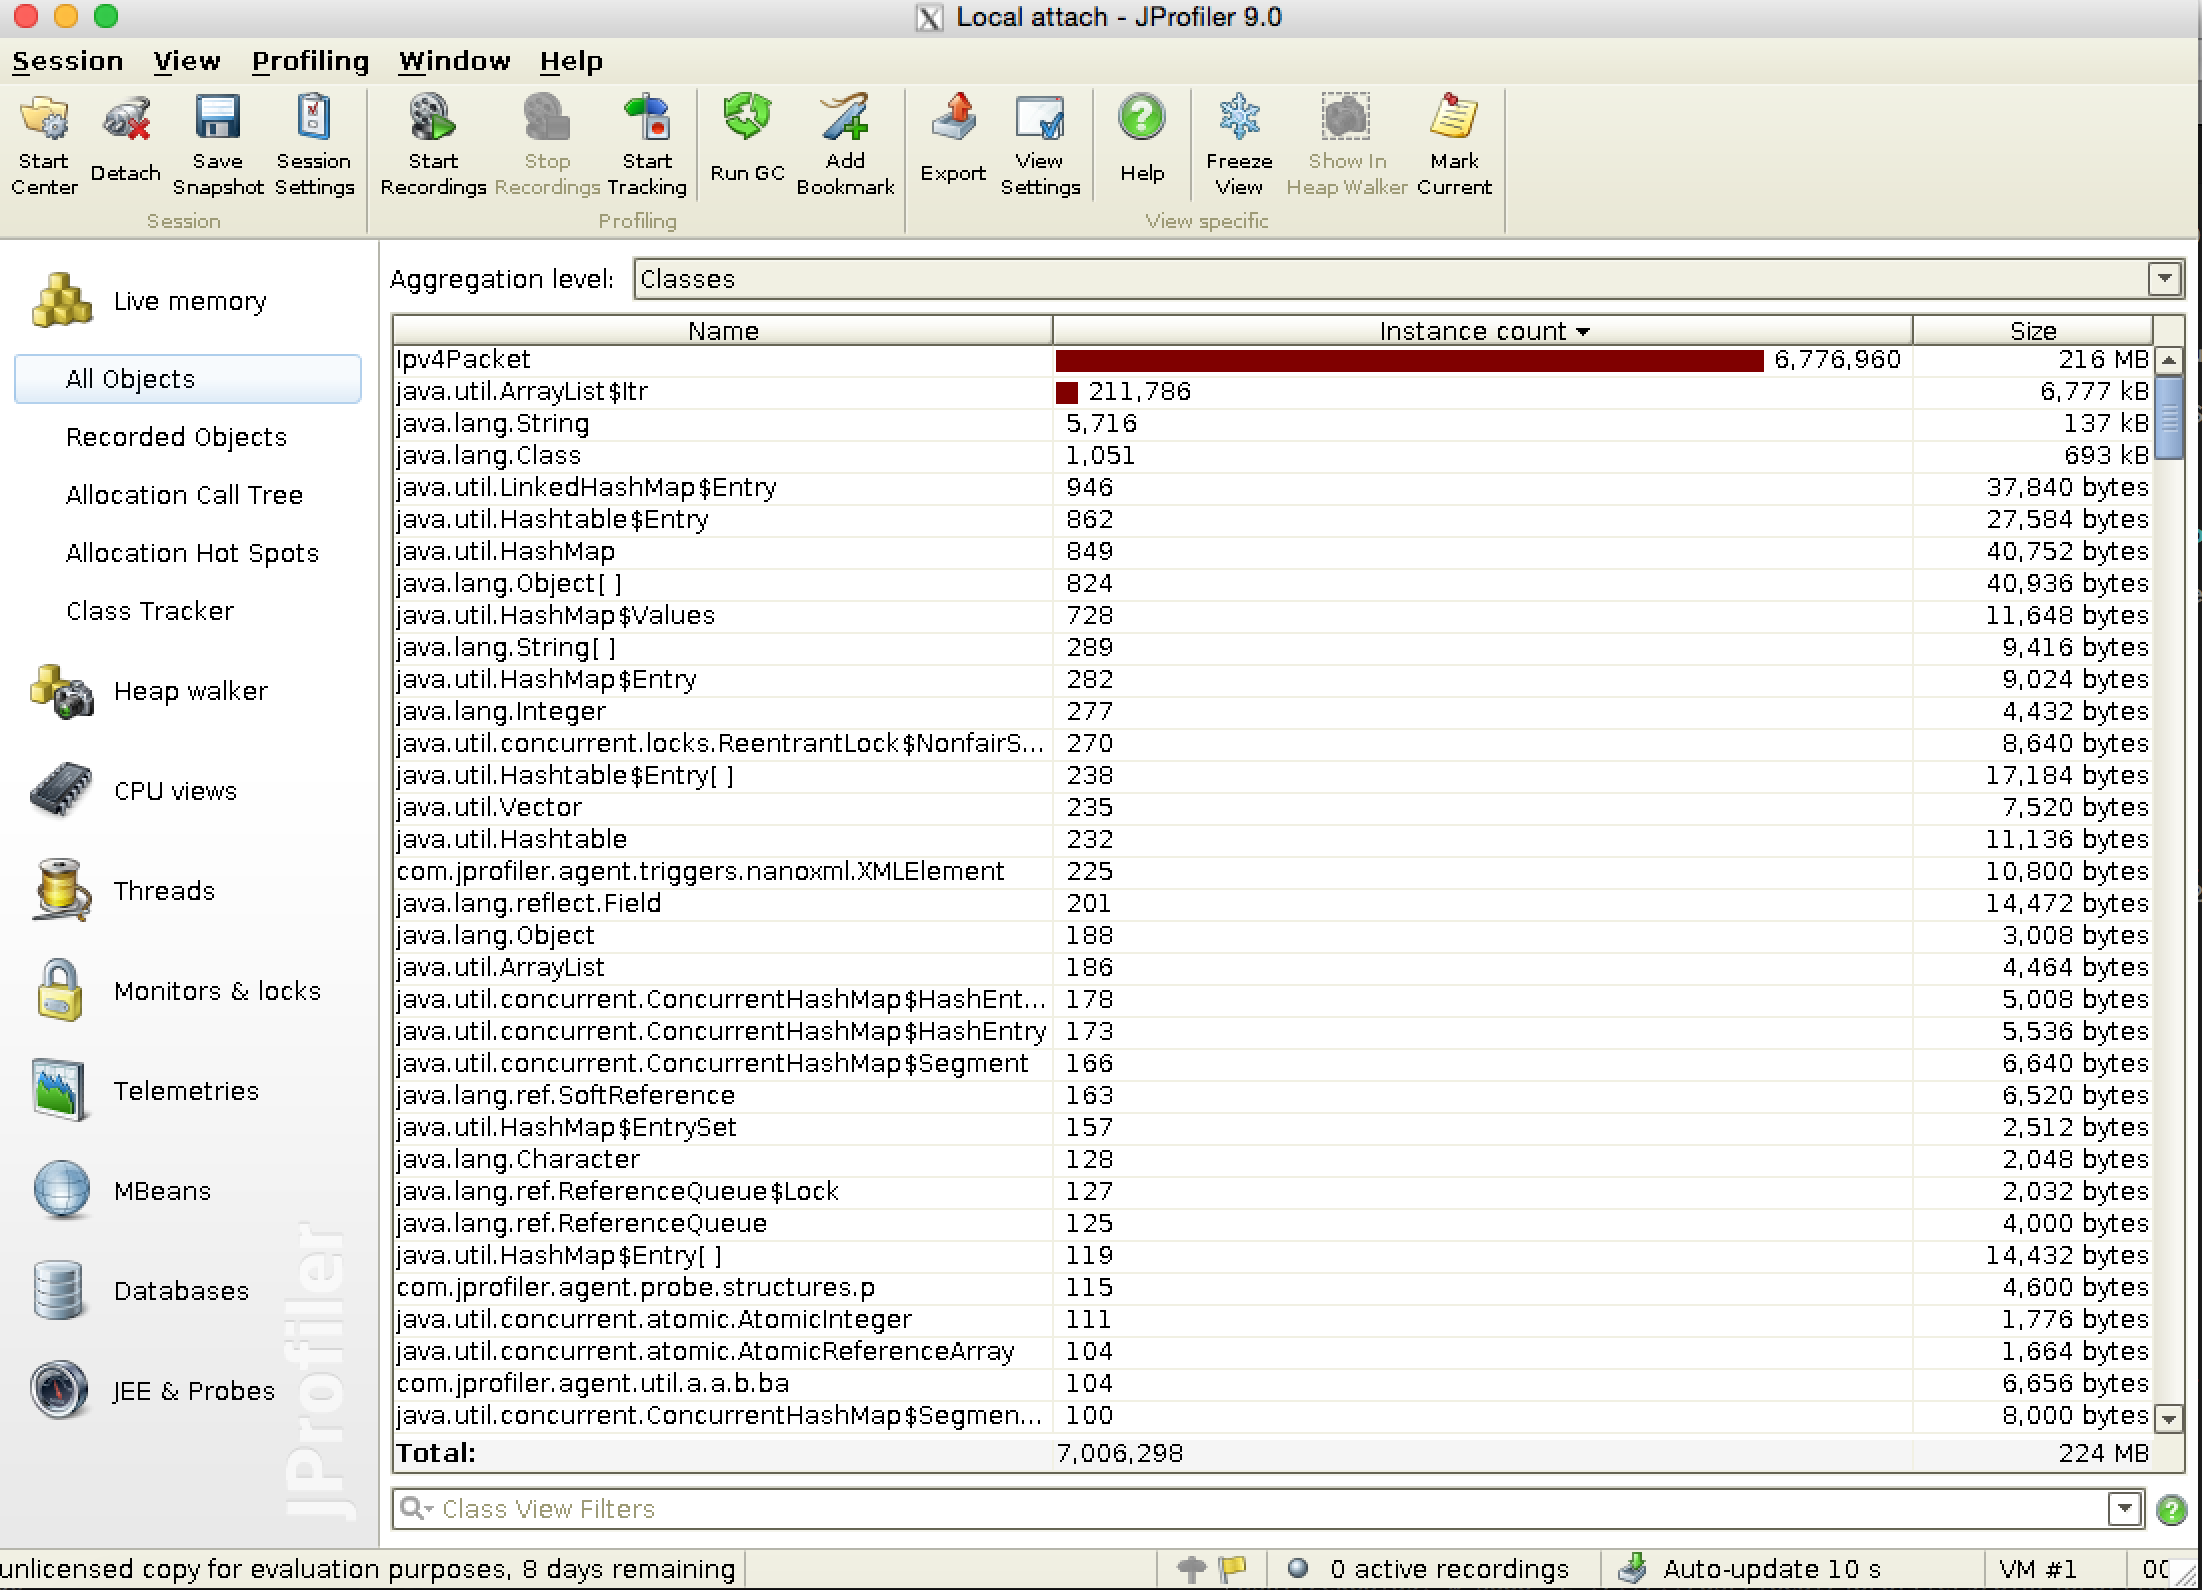 Local attach - JProfiler 9.0
Session View Profiling Window Help
Start Center
Detach
Save Snapshot
Session Settings
Start Recordings
Stop Recordings
Start Tracking
Run GC
Add Bookmark
Export
View Settings
Help
Freeze View
Show In Heap Walker
Mark Current
Session
Profiling
View specific
Live memory
All Objects
Recorded Objects
Allocation Call Tree
Allocation Hot Spots
Class Tracker
Heap walker
CPU views
Threads
Monitors & locks
Telemetries
MBeans
Databases
JEE & Probes
JProfiler
Aggregation level: Classes
Name Instance count Size
Ipv4Packet 6,776,960 216 MB
java.util.ArrayList$Itr 211,786 6,777 kB
java.lang.String 5,716 137 kB
java.lang.Class 1,051 693 kB
java.util.LinkedHashMap$Entry 946 37,840 bytes
java.util.Hashtable$Entry 862 27,584 bytes
java.util.HashMap 849 40,752 bytes
java.lang.Object[ ] 824 40,936 bytes
java.util.HashMap$Values 728 11,648 bytes
java.lang.String[ ] 289 9,416 bytes
java.util.HashMap$Entry 282 9,024 bytes
java.lang.Integer 277 4,432 bytes
java.util.concurrent.locks.ReentrantLock$NonfairS... 270 8,640 bytes
java.util.Hashtable$Entry[ ] 238 17,184 bytes
java.util.Vector 235 7,520 bytes
java.util.Hashtable 232 11,136 bytes
com.jprofiler.agent.triggers.nanoxml.XMLElement 225 10,800 bytes
java.lang.reflect.Field 201 14,472 bytes
java.lang.Object 188 3,008 bytes
java.util.ArrayList 186 4,464 bytes
java.util.concurrent.ConcurrentHashMap$HashEnt... 178 5,008 bytes
java.util.concurrent.ConcurrentHashMap$HashEntry 173 5,536 bytes
java.util.concurrent.ConcurrentHashMap$Segment 166 6,640 bytes
java.lang.ref.SoftReference 163 6,520 bytes
java.util.HashMap$EntrySet 157 2,512 bytes
java.lang.Character 128 2,048 bytes
java.lang.ref.ReferenceQueue$Lock 127 2,032 bytes
java.lang.ref.ReferenceQueue 125 4,000 bytes
java.util.HashMap$Entry[ ] 119 14,432 bytes
com.jprofiler.agent.probe.structures.p 115 4,600 bytes
java.util.concurrent.atomic.AtomicInteger 111 1,776 bytes
java.util.concurrent.atomic.AtomicReferenceArray 104 1,664 bytes
com.jprofiler.agent.util.a.a.b.ba 104 6,656 bytes
java.util.concurrent.ConcurrentHashMap$Segmen... 100 8,000 bytes
Total: 7,006,298 224 MB
Class View Filters
unlicensed copy for evaluation purposes, 8 days remaining
0 active recordings
Auto-update 10 s
VM #1